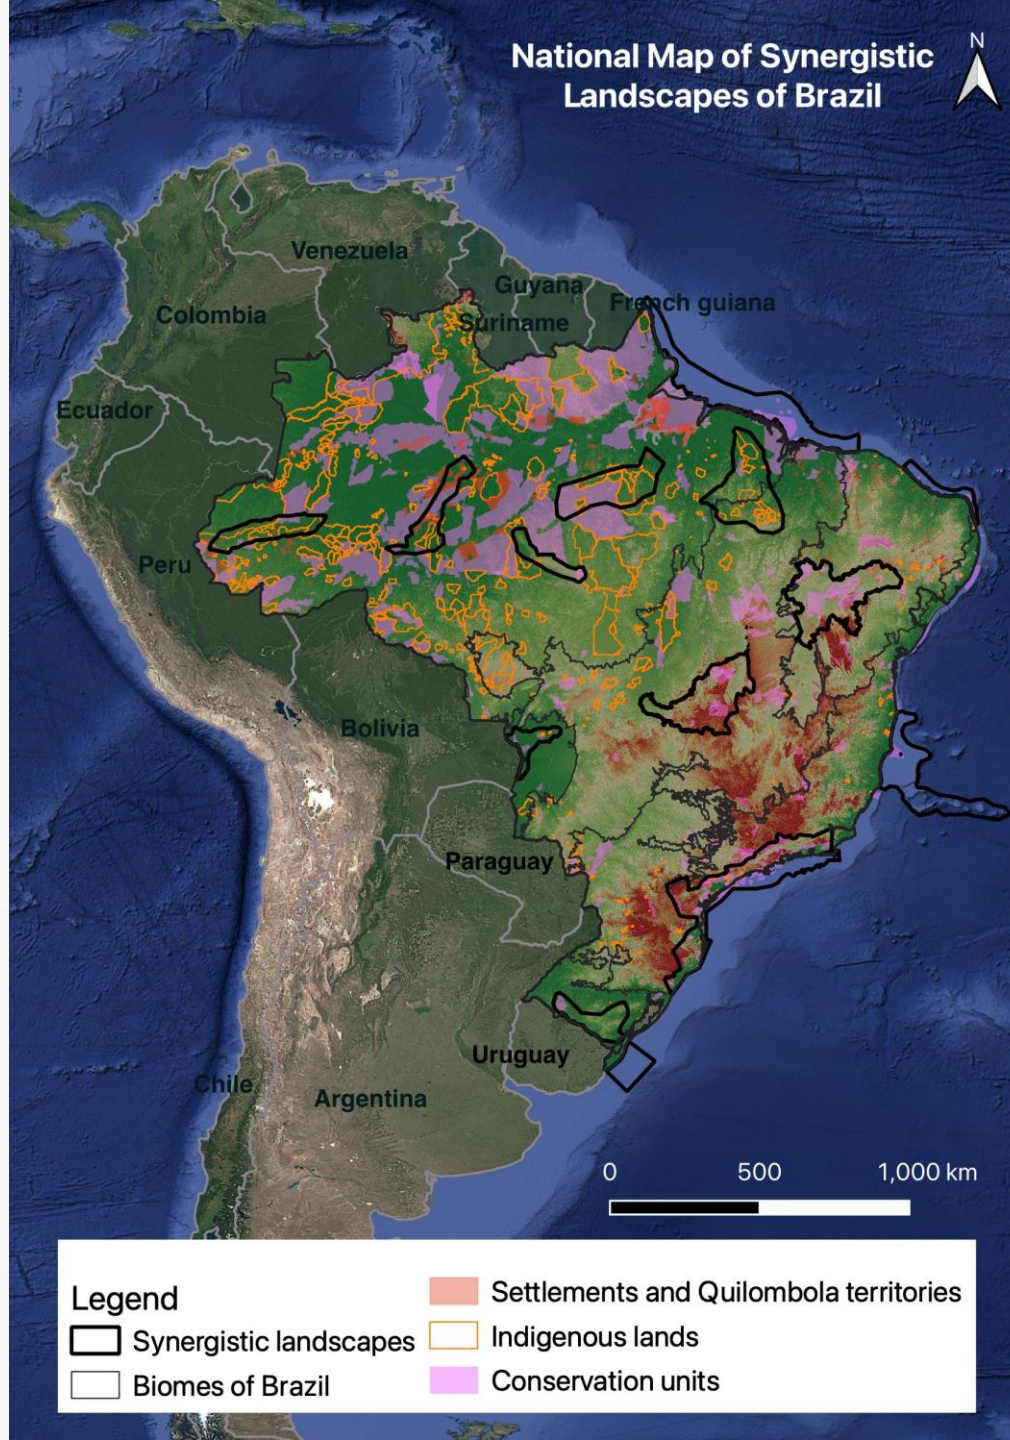 National Map of Synergistic
Landscapes of Brazil
N
Venezuela
Guyana
Colombia
French guiana
Suriname
Ecuador
Peru
Bolivia
Paraguay
Uruguay
Chile
Argentina
0 500 1,000 km
Legend
Synergistic landscapes
Biomes of Brazil
Settlements and Quilombola territories
Indigenous lands
Conservation units